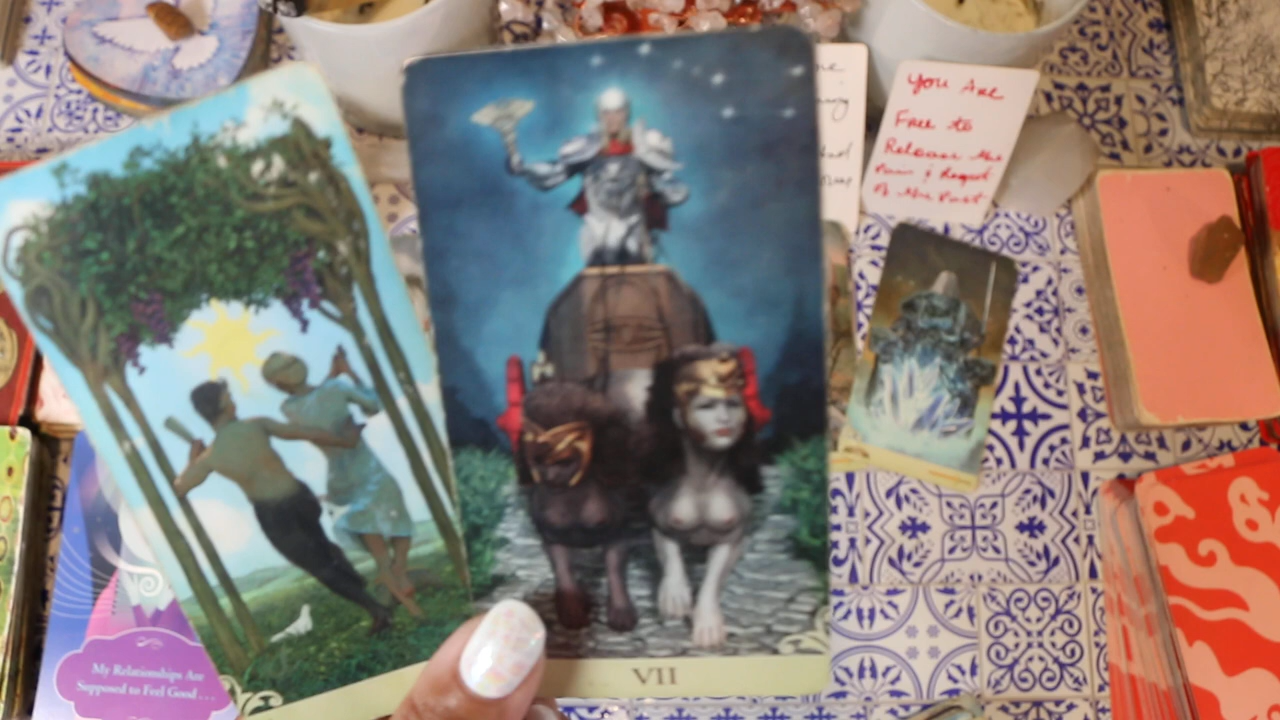 You Are
Free to
Release the
Pain & Regret
of the Past
VII
My Relationships Are
Supposed to Feel Good...